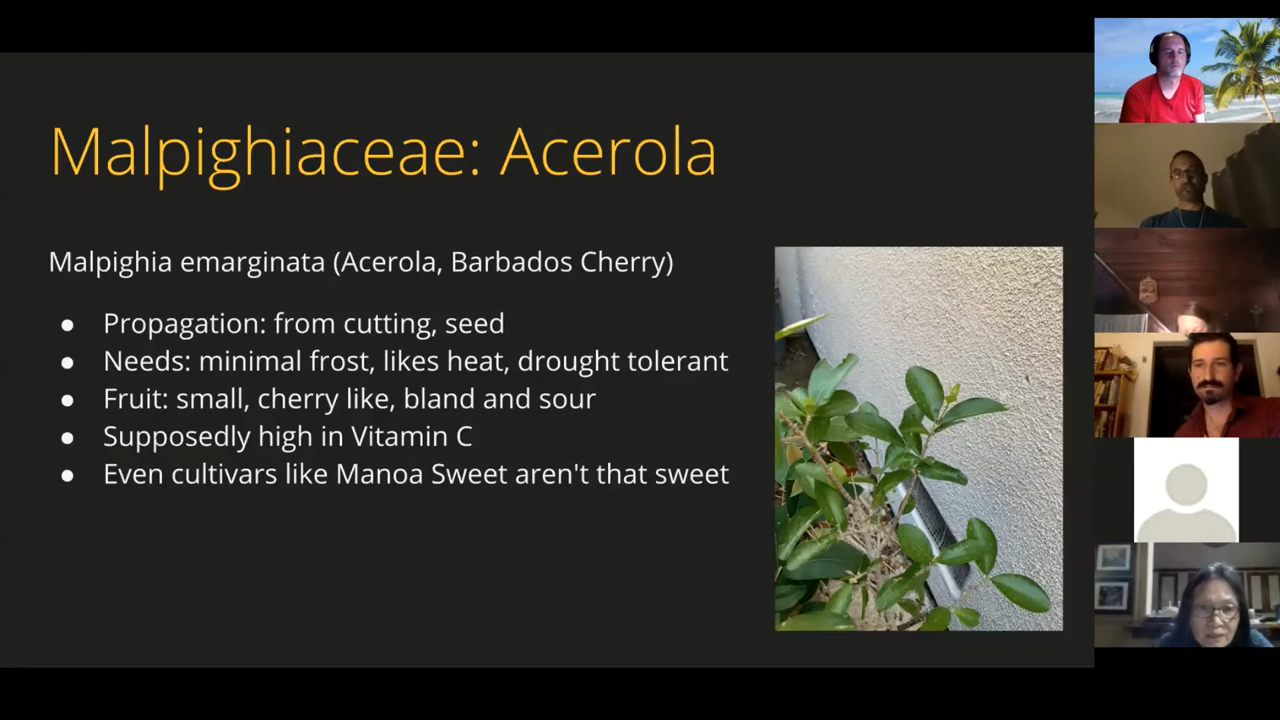 Malpighiaceae: Acerola
Malpighia emarginata (Acerola, Barbados Cherry)
● Propagation: from cutting, seed
● Needs: minimal frost, likes heat, drought tolerant
● Fruit: small, cherry like, bland and sour
● Supposedly high in Vitamin C
● Even cultivars like Manoa Sweet aren't that sweet